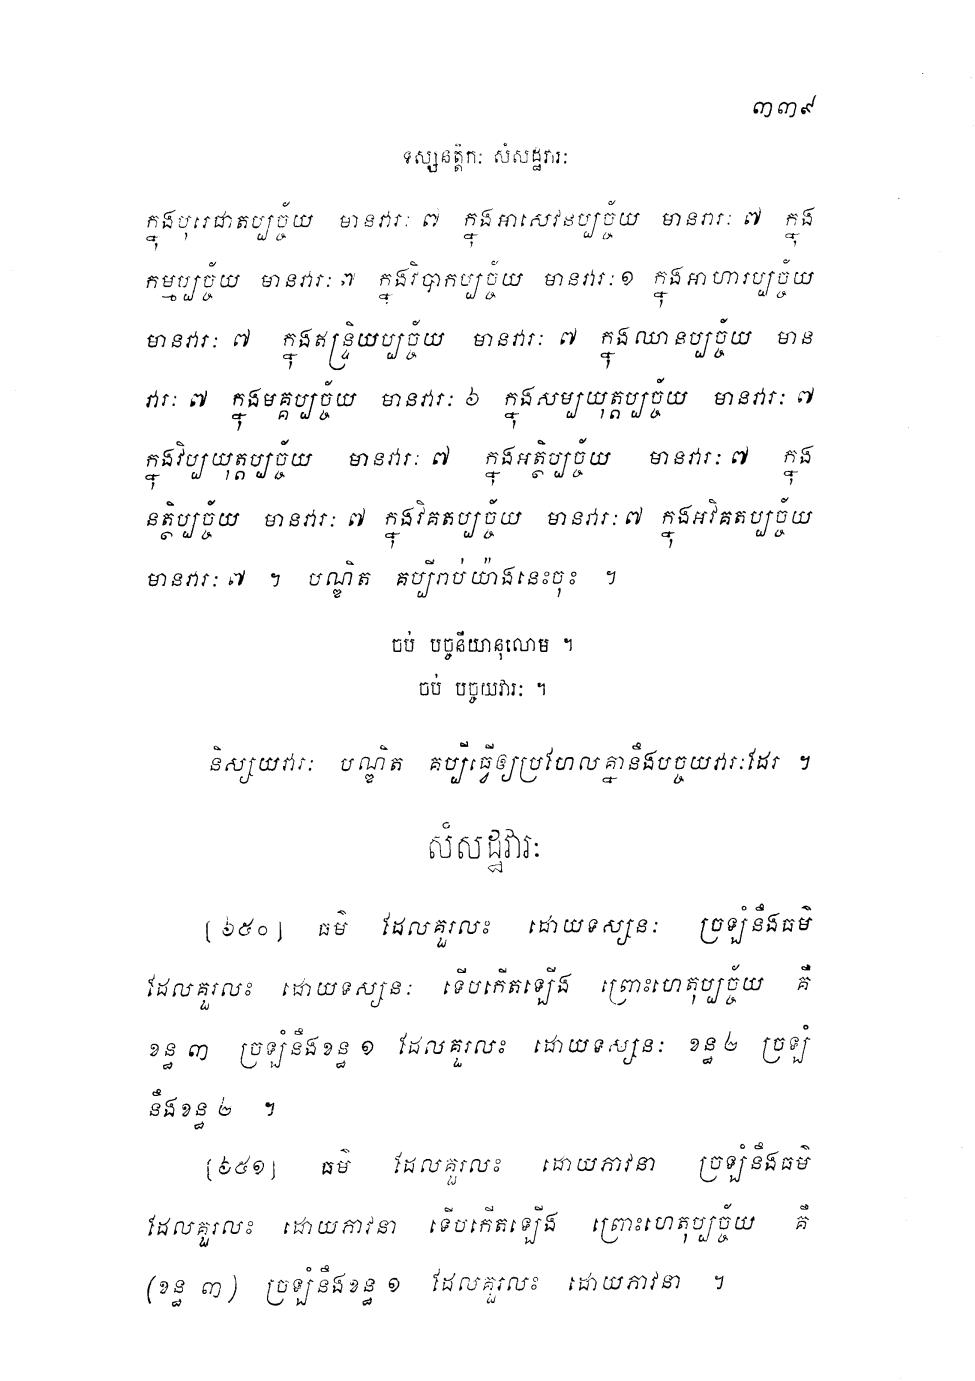 ៣៣៩
ទស្សនត្តិកៈ សំសដ្ឋវារៈ
ក្នុងបុរេជាតប្បច្ច័យ មានវារៈ ៧ ក្នុងអាសេវនប្បច្ច័យ មានវារៈ ៧ ក្នុង
កម្មប្បច្ច័យ មានវារៈ ៧ ក្នុងវិបាកប្បច្ច័យ មានវារៈ ១ ក្នុងអាហារប្បច្ច័យ
មានវារៈ ៧ ក្នុងឥន្ទ្រិយប្បច្ច័យ មានវារៈ ៧ ក្នុងឈានប្បច្ច័យ មាន
វារៈ ៧ ក្នុងមគ្គប្បច្ច័យ មានវារៈ ៦ ក្នុងសម្បយុត្តប្បច្ច័យ មានវារៈ ៧
ក្នុងវិប្បយុត្តប្បច្ច័យ មានវារៈ ៧ ក្នុងអត្ថិប្បច្ច័យ មានវារៈ ៧ ក្នុង
នត្ថិប្បច្ច័យ មានវារៈ ៧ ក្នុងវិគតប្បច្ច័យ មានវារៈ ៧ ក្នុងអវិគតប្បច្ច័យ
មានវារៈ ៧ ។ បណ្ឌិត គប្បីរាប់យ៉ាងនេះចុះ ។
ចប់ បច្ចនីយានុលោម ។
ចប់ បច្ចយវារៈ ។
និស្សយវារៈ បណ្ឌិត គប្បីធ្វើឲ្យប្រហែលគ្នានឹងបច្ចយវារៈដែរ ។
សំសដ្ឋវារៈ
[៦៥០] ធម៌ ដែលគួរលះ ដោយទស្សនៈ ច្រឡំនឹងធម៌
ដែលគួរលះ ដោយទស្សនៈ ទើបកើតឡើង ព្រោះហេតុប្បច្ច័យ គឺ
ខន្ធ ៣ ច្រឡំនឹងខន្ធ ១ ដែលគួរលះ ដោយទស្សនៈ ខន្ធ ២ ច្រឡំ
នឹងខន្ធ ២ ។
[៦៥១] ធម៌ ដែលគួរលះ ដោយភាវនា ច្រឡំនឹងធម៌
ដែលគួរលះ ដោយភាវនា ទើបកើតឡើង ព្រោះហេតុប្បច្ច័យ គឺ
(ខន្ធ ៣) ច្រឡំនឹងខន្ធ ១ ដែលគួរលះ ដោយភាវនា ។